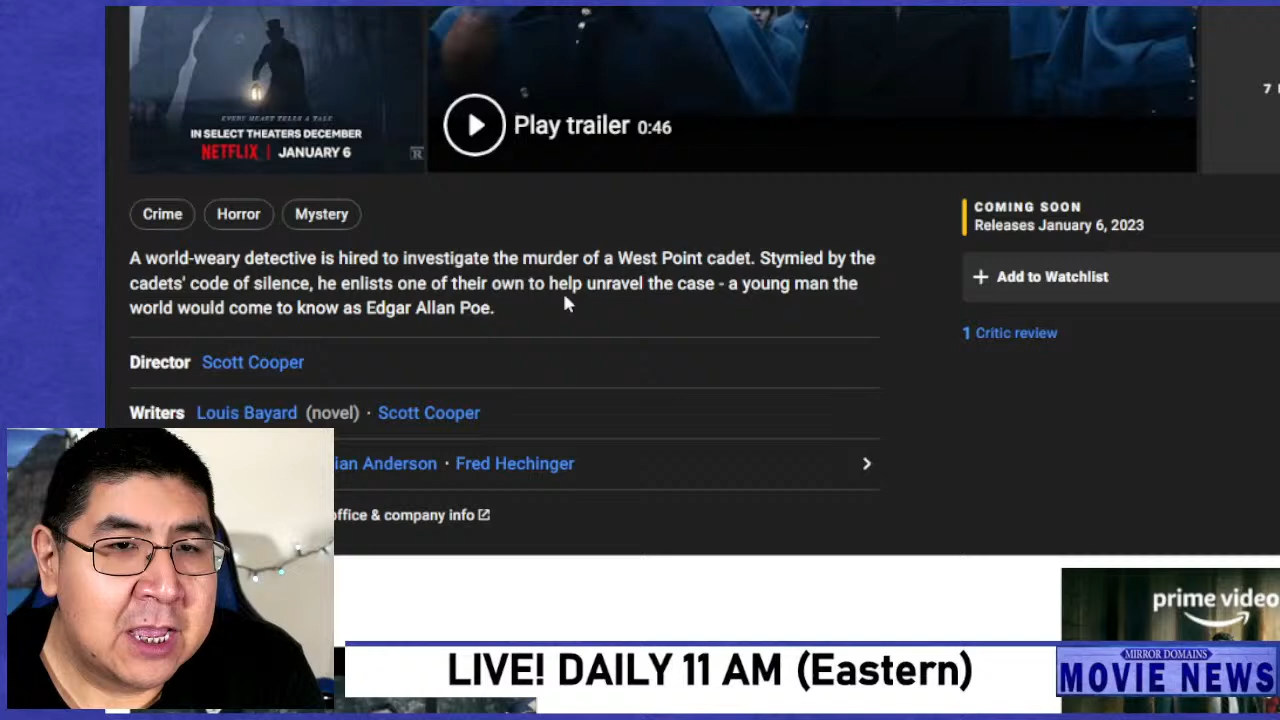 EVERY HEART TELLS A TALE
IN SELECT THEATERS DECEMBER
NETFLIX | JANUARY 6
R
Play trailer 0:46
7
Crime
Horror
Mystery
A world-weary detective is hired to investigate the murder of a West Point cadet. Stymied by the
cadets' code of silence, he enlists one of their own to help unravel the case - a young man the
world would come to know as Edgar Allan Poe.
COMING SOON
Releases January 6, 2023
+ Add to Watchlist
1 Critic review
Director Scott Cooper
Writers Louis Bayard (novel) · Scott Cooper
ian Anderson · Fred Hechinger
office & company info
prime video
LIVE! DAILY 11 AM (Eastern)
MIRROR DOMAINS
MOVIE NEWS